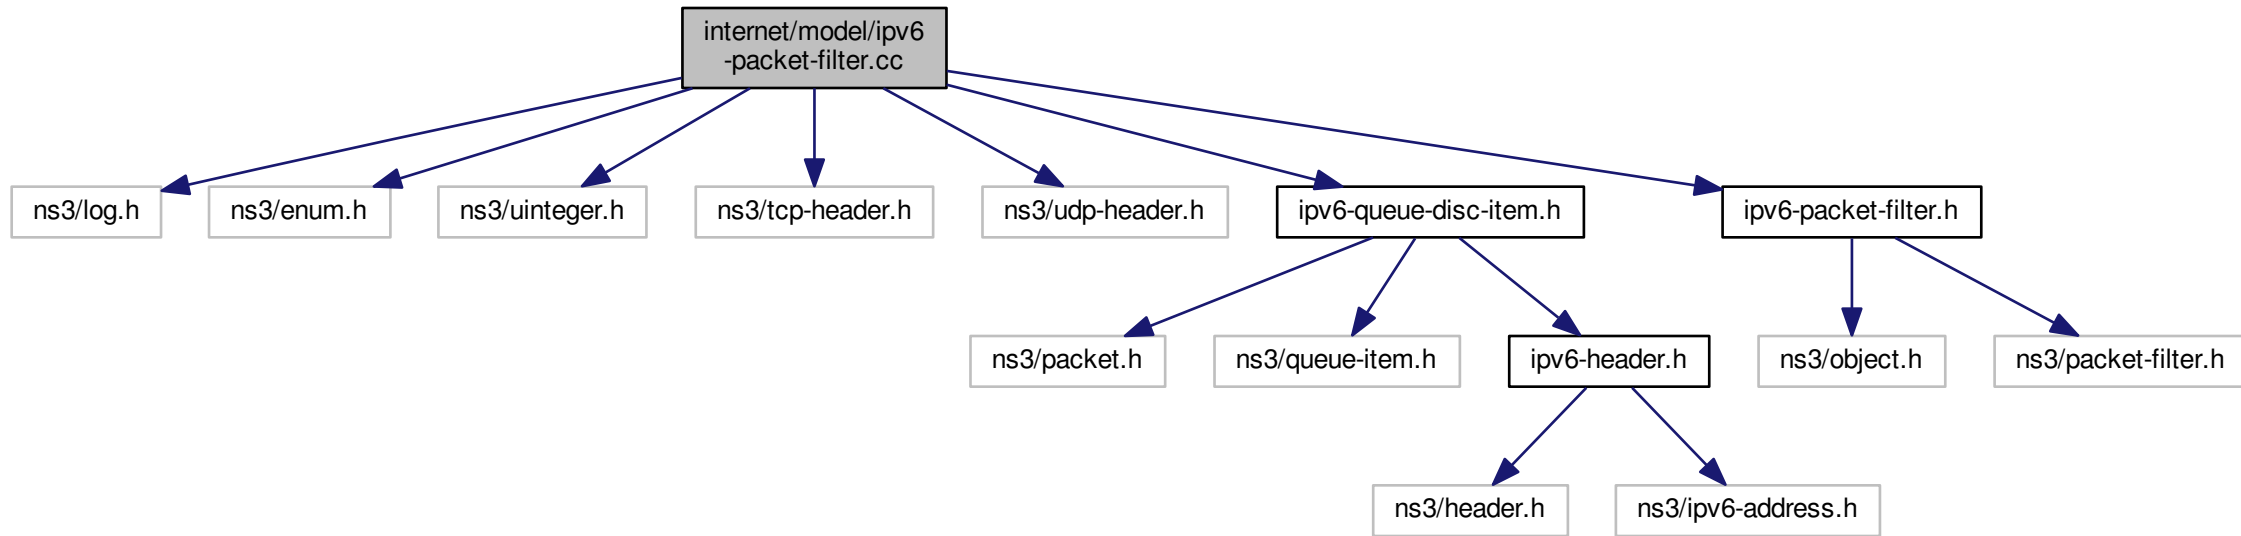 internet/model/ipv6
-packet-filter.cc
ns3/log.h
ns3/enum.h
ns3/uinteger.h
ns3/tcp-header.h
ns3/udp-header.h
ipv6-queue-disc-item.h
ipv6-packet-filter.h
ns3/packet.h
ns3/queue-item.h
ipv6-header.h
ns3/object.h
ns3/packet-filter.h
ns3/header.h
ns3/ipv6-address.h